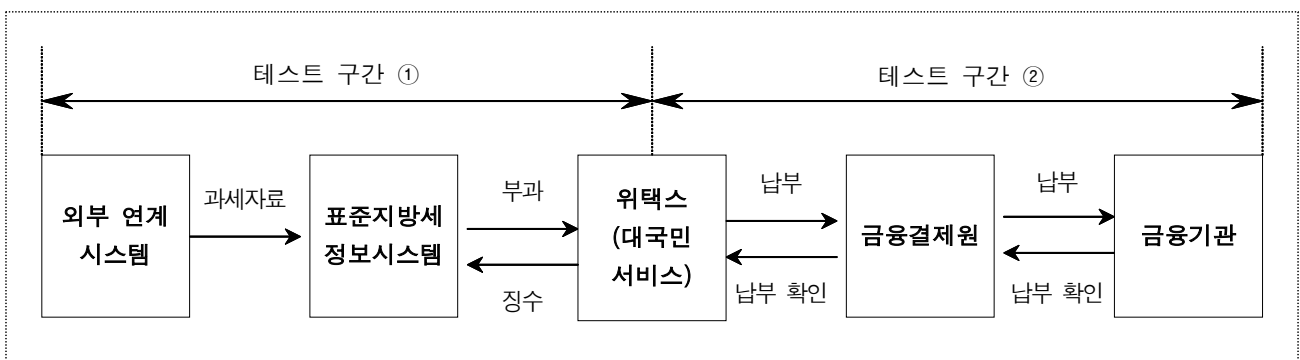 테스트 구간 ①
테스트 구간 ②
외부 연계
시스템
과세자료
표준지방세
정보시스템
부과
징수
위택스
(대국민
서비스)
납부
납부 확인
금융결제원
납부
납부 확인
금융기관